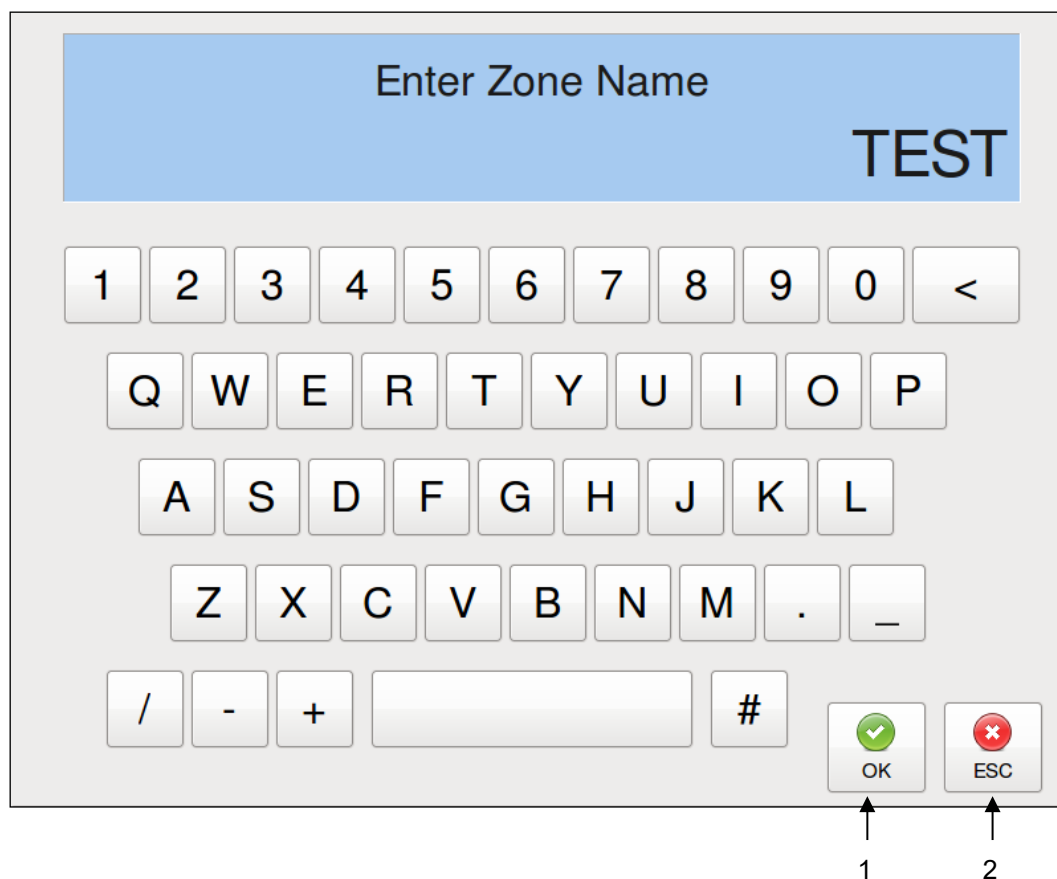 Enter Zone Name
TEST
1 2 3 4 5 6 7 8 9 0 <
Q W E R T Y U I O P
A S D F G H J K L
Z X C V B N M . _
/ - + #
OK ESC
1 2